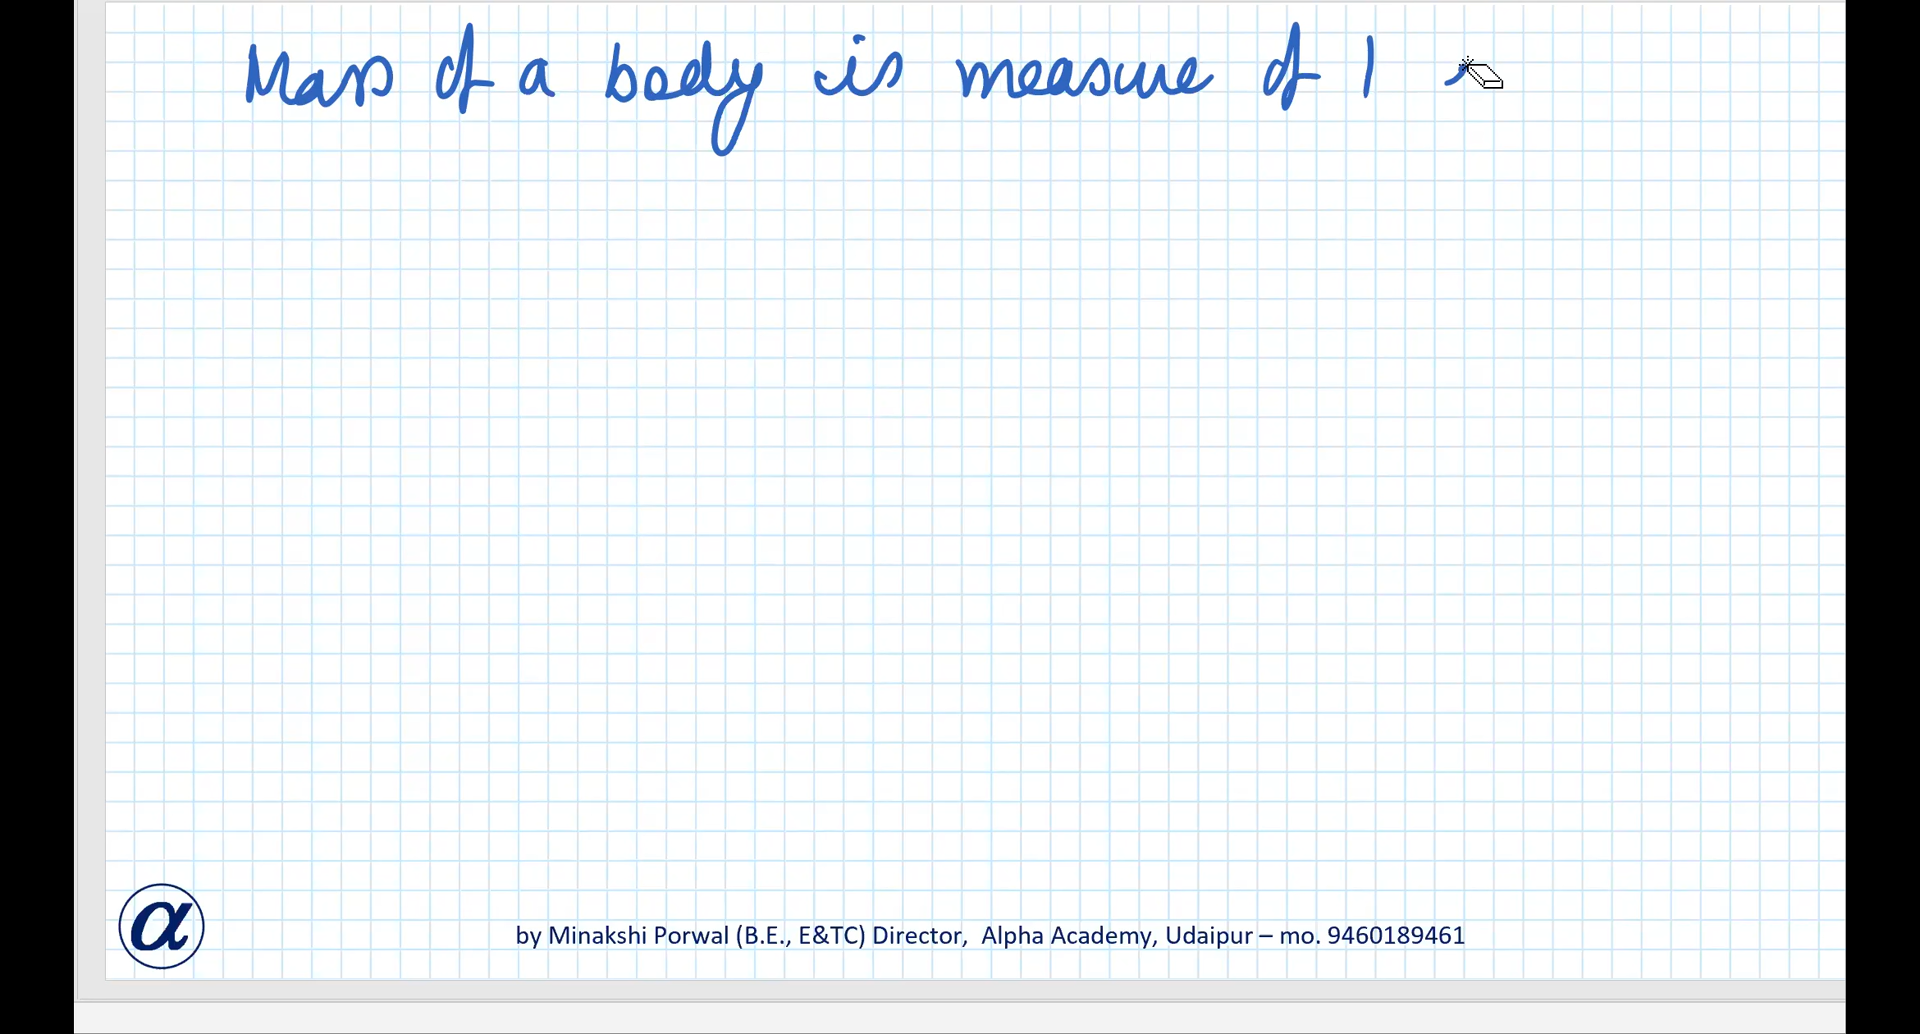 Mass of a body is measure of I
α
by Minakshi Porwal (B.E., E&TC) Director, Alpha Academy, Udaipur – mo. 9460189461